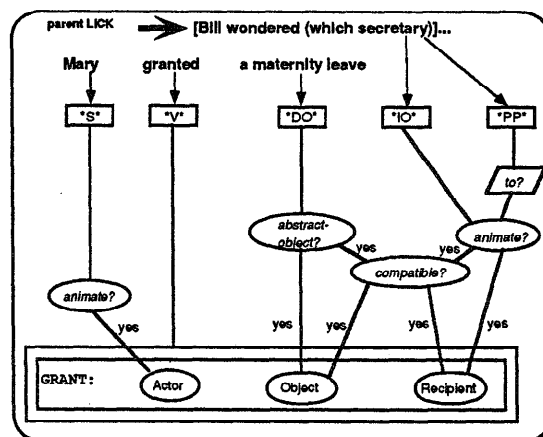 parent LICK [Bill wondered (which secretary)]...
Mary granted a maternity leave
*S* *V* *DO* *IO* *PP*
to?
abstract-
object? yes yes animate?
compatible?
animate?
yes yes yes yes yes
GRANT: Actor Object Recipient